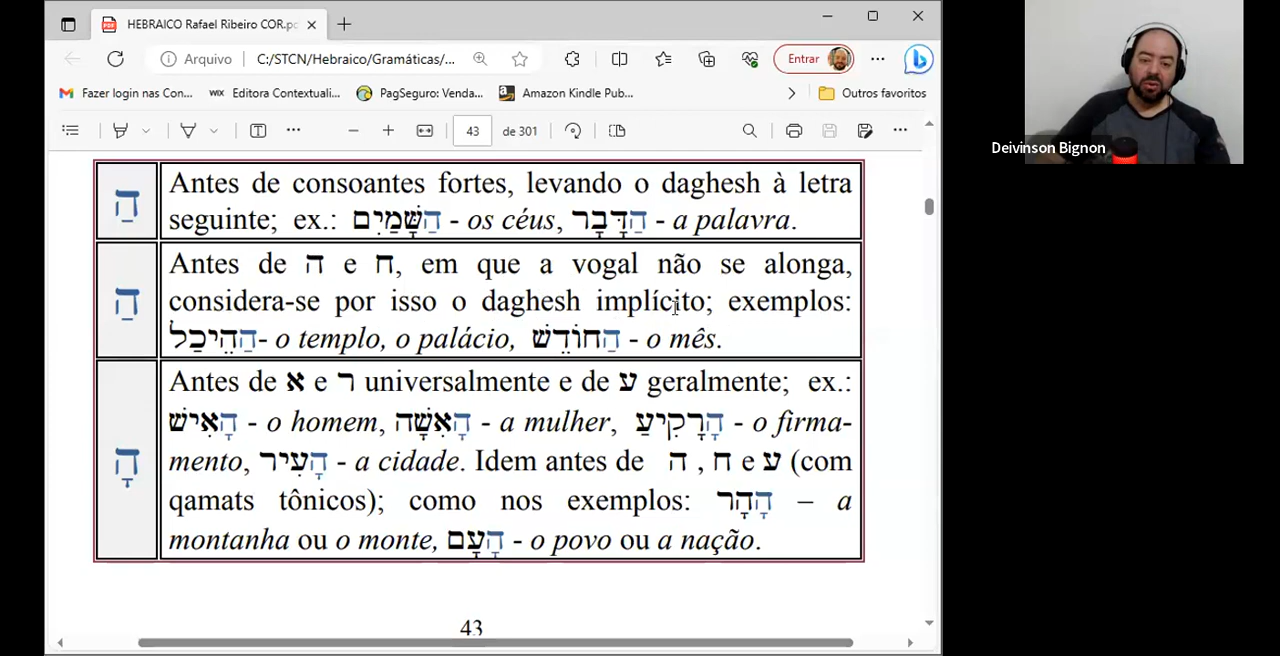 HEBRAICO Rafael Ribeiro COR.pd
Arquivo C:/STCN/Hebraico/Gramáticas/... Entrar
Fazer login nas Con... WIX Editora Contextuali... PagSeguro: Venda... Amazon Kindle Pub... Outros favoritos
43 de 301
הַ Antes de consoantes fortes, levando o daghesh à letra
seguinte; ex.: הַשָּׁמַיִם - os céus, הַדָּבָר - a palavra.
הַ Antes de ה e ח, em que a vogal não se alonga,
considera-se por isso o daghesh implícito; exemplos:
הַהֵיכַל- o templo, o palácio, הַחוֹדֵשׁ - o mês.
הָ Antes de א e ר universalmente e de ע geralmente; ex.:
הָאִישׁ - o homem, הָאִשָׁה - a mulher, הָרָקִיעַ - o firma-
mento, הָעִיר - a cidade. Idem antes de ה , ח e ע (com
qamats tônicos); como nos exemplos: הָהָר – a
montanha ou o monte, הָעָם - o povo ou a nação.
43
Deivinson Bignon